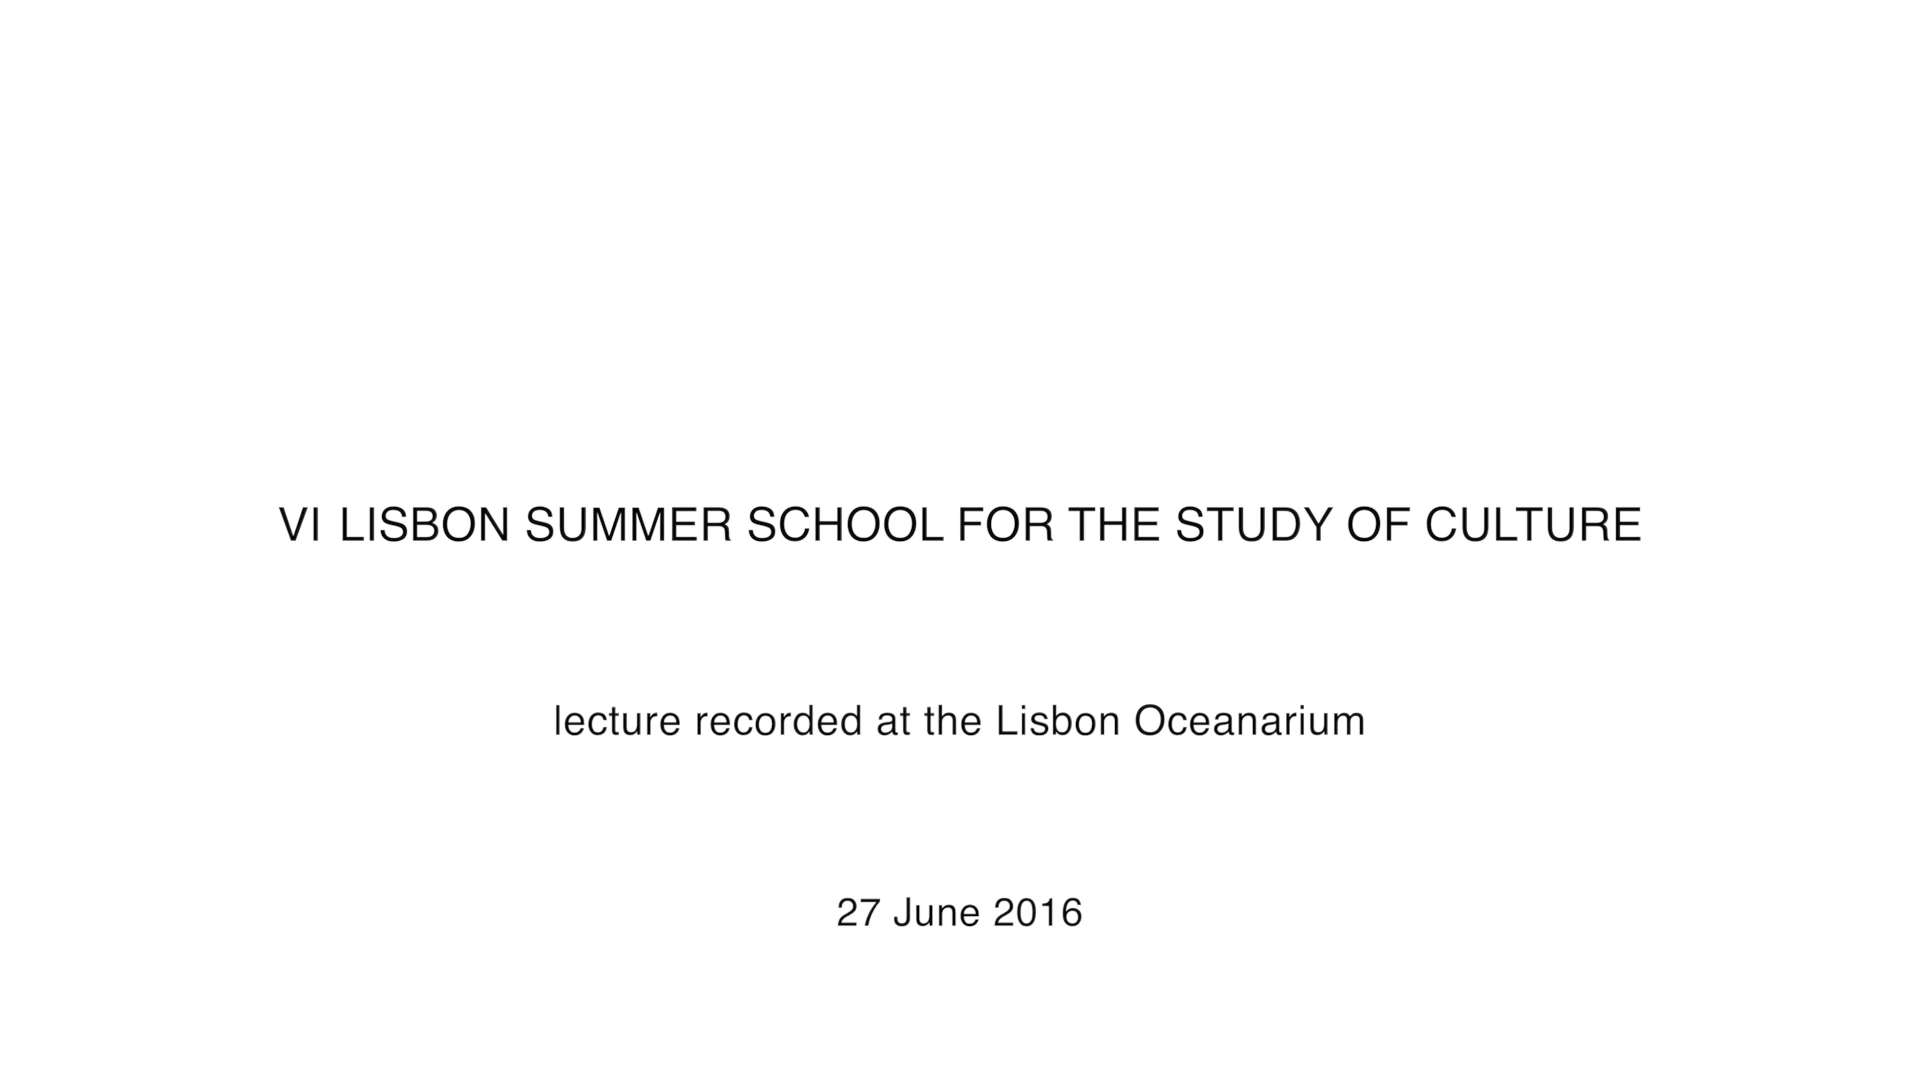 VI LISBON SUMMER SCHOOL FOR THE STUDY OF CULTURE
lecture recorded at the Lisbon Oceanarium
27 June 2016